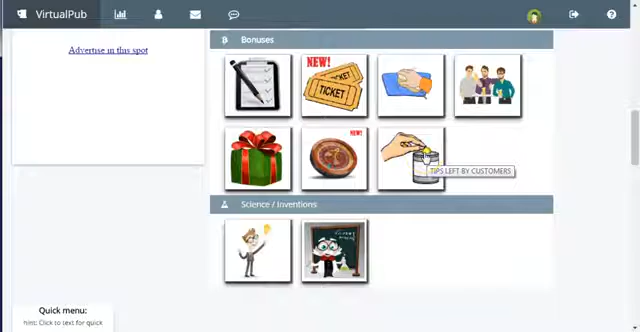 VirtualPub
Advertise in this spot
Bonuses
NEW!
TICKET
TICKET
NEW!
TIPS LEFT BY CUSTOMERS
Science / Inventions
Quick menu:
hint: Click to text for quick